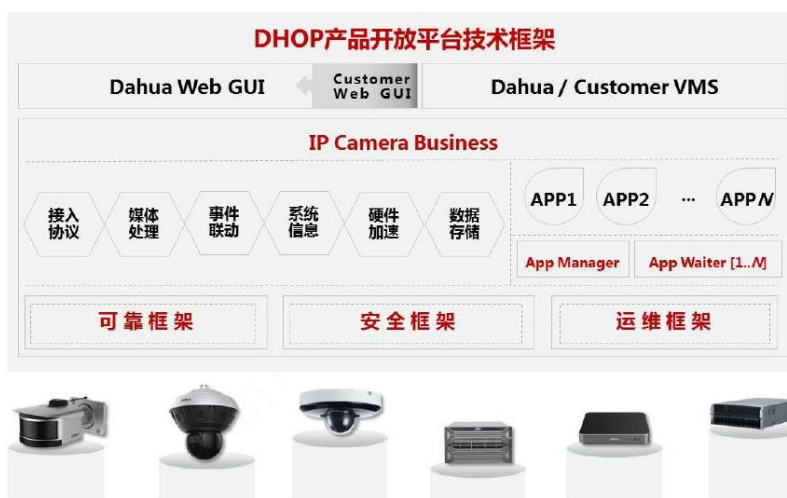 DHOP产品开放平台技术框架
Dahua Web GUI
Customer
Web GUI
Dahua / Customer VMS
IP Camera Business
接入
协议
媒体
处理
事件
联动
系统
信息
硬件
加速
数据
存储
APP1
APP2
...
APP N
App Manager
App Waiter [1..N]
可靠框架
安全框架
运维框架